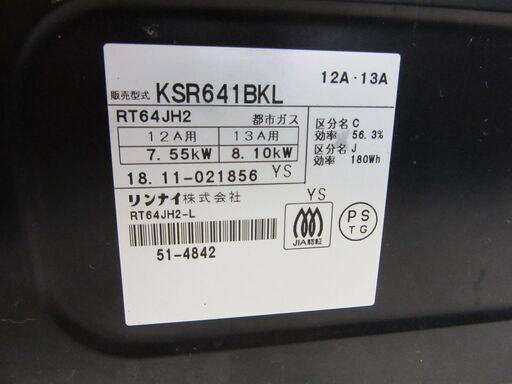 12A・13A
販売型式 KSR641BKL
RT64JH2 都市ガス
12A用 13A用
7.55kW 8.10kW
区分名 C
効率 56.3%
区分名 J
効率 180Wh
18.11-021856 YS
リンナイ株式会社 YS
RT64JH2-L
JIA認証
PS
TG
51-4842